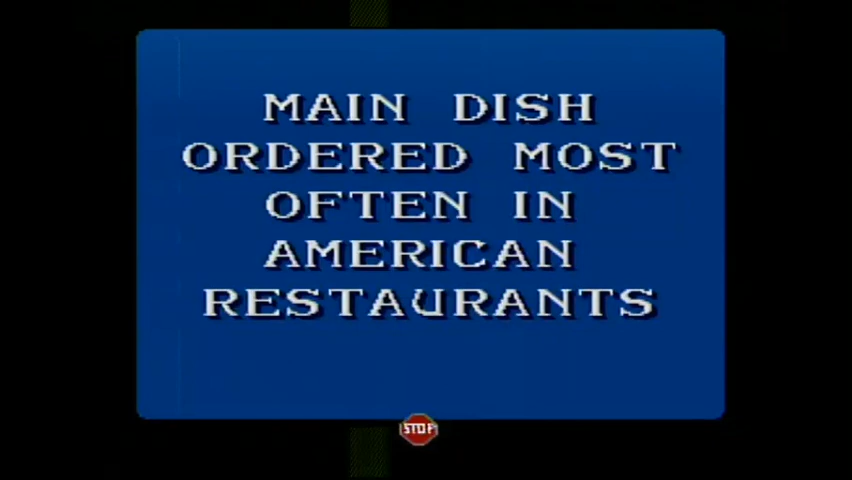 MAIN DISH
ORDERED MOST
OFTEN IN
AMERICAN
RESTAURANTS
STOP